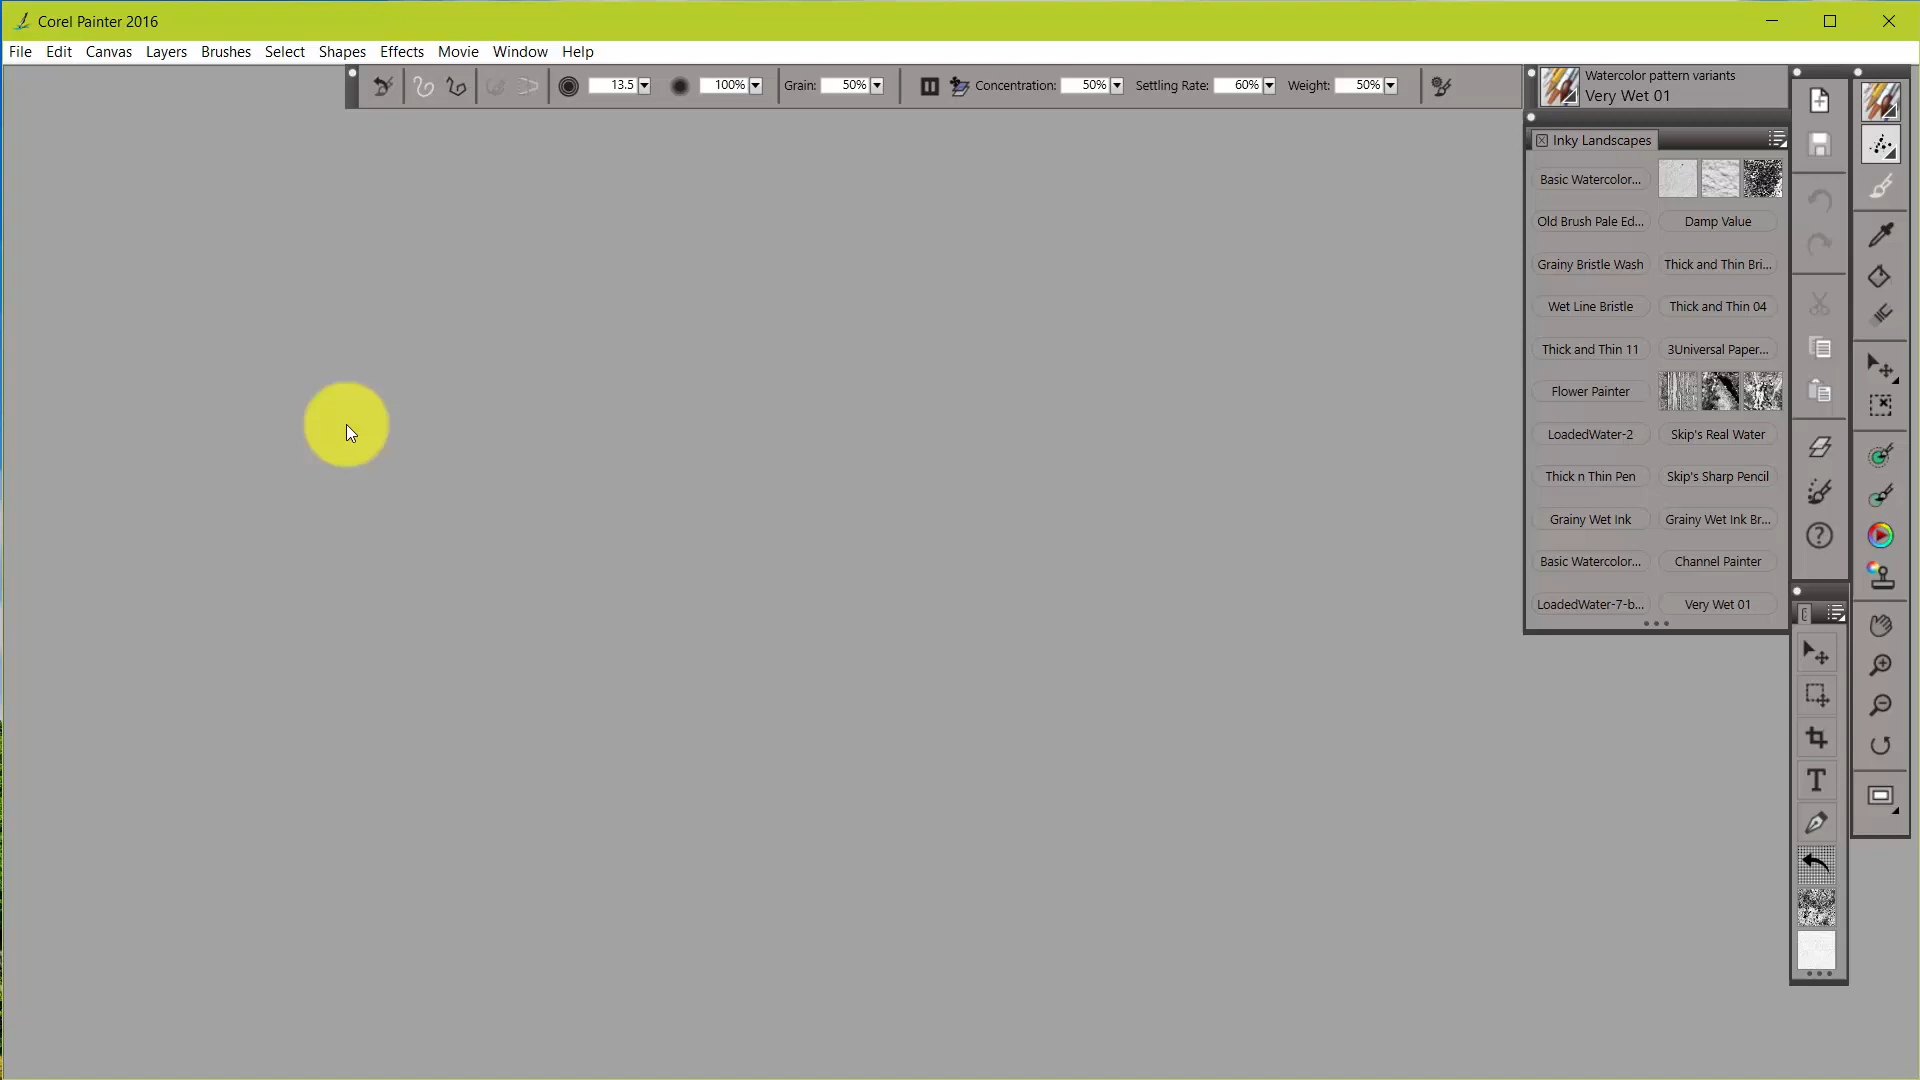 Corel Painter 2016
File Edit Canvas Layers Brushes Select Shapes Effects Movie Window Help
13.5 100% Grain: 50% Concentration: 50% Settling Rate: 60% Weight: 50%
Watercolor pattern variants
Very Wet 01
Inky Landscapes
Basic Watercolor...
Old Brush Pale Ed... Damp Value
Grainy Bristle Wash Thick and Thin Bri...
Wet Line Bristle Thick and Thin 04
Thick and Thin 11 3Universal Paper...
Flower Painter
LoadedWater-2 Skip's Real Water
Thick n Thin Pen Skip's Sharp Pencil
Grainy Wet Ink Grainy Wet Ink Br...
Basic Watercolor... Channel Painter
LoadedWater-7-b... Very Wet 01